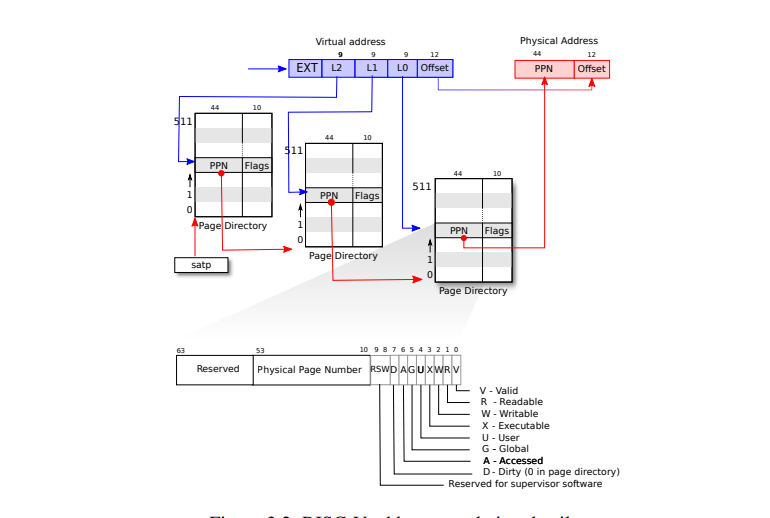 Virtual address
Physical Address
9 9 9 12
EXT L2 L1 L0 Offset
44 12
PPN Offset
44 10
511
PPN Flags
1
0
Page Directory
satp
44 10
511
PPN Flags
1
0
Page Directory
44 10
511
PPN Flags
1
0
Page Directory
63 53 10 9 8 7 6 5 4 3 2 1 0
Reserved Physical Page Number RSW D A G U X W R V
V - Valid
R - Readable
W - Writable
X - Executable
U - User
G - Global
A - Accessed
D - Dirty (0 in page directory)
Reserved for supervisor software